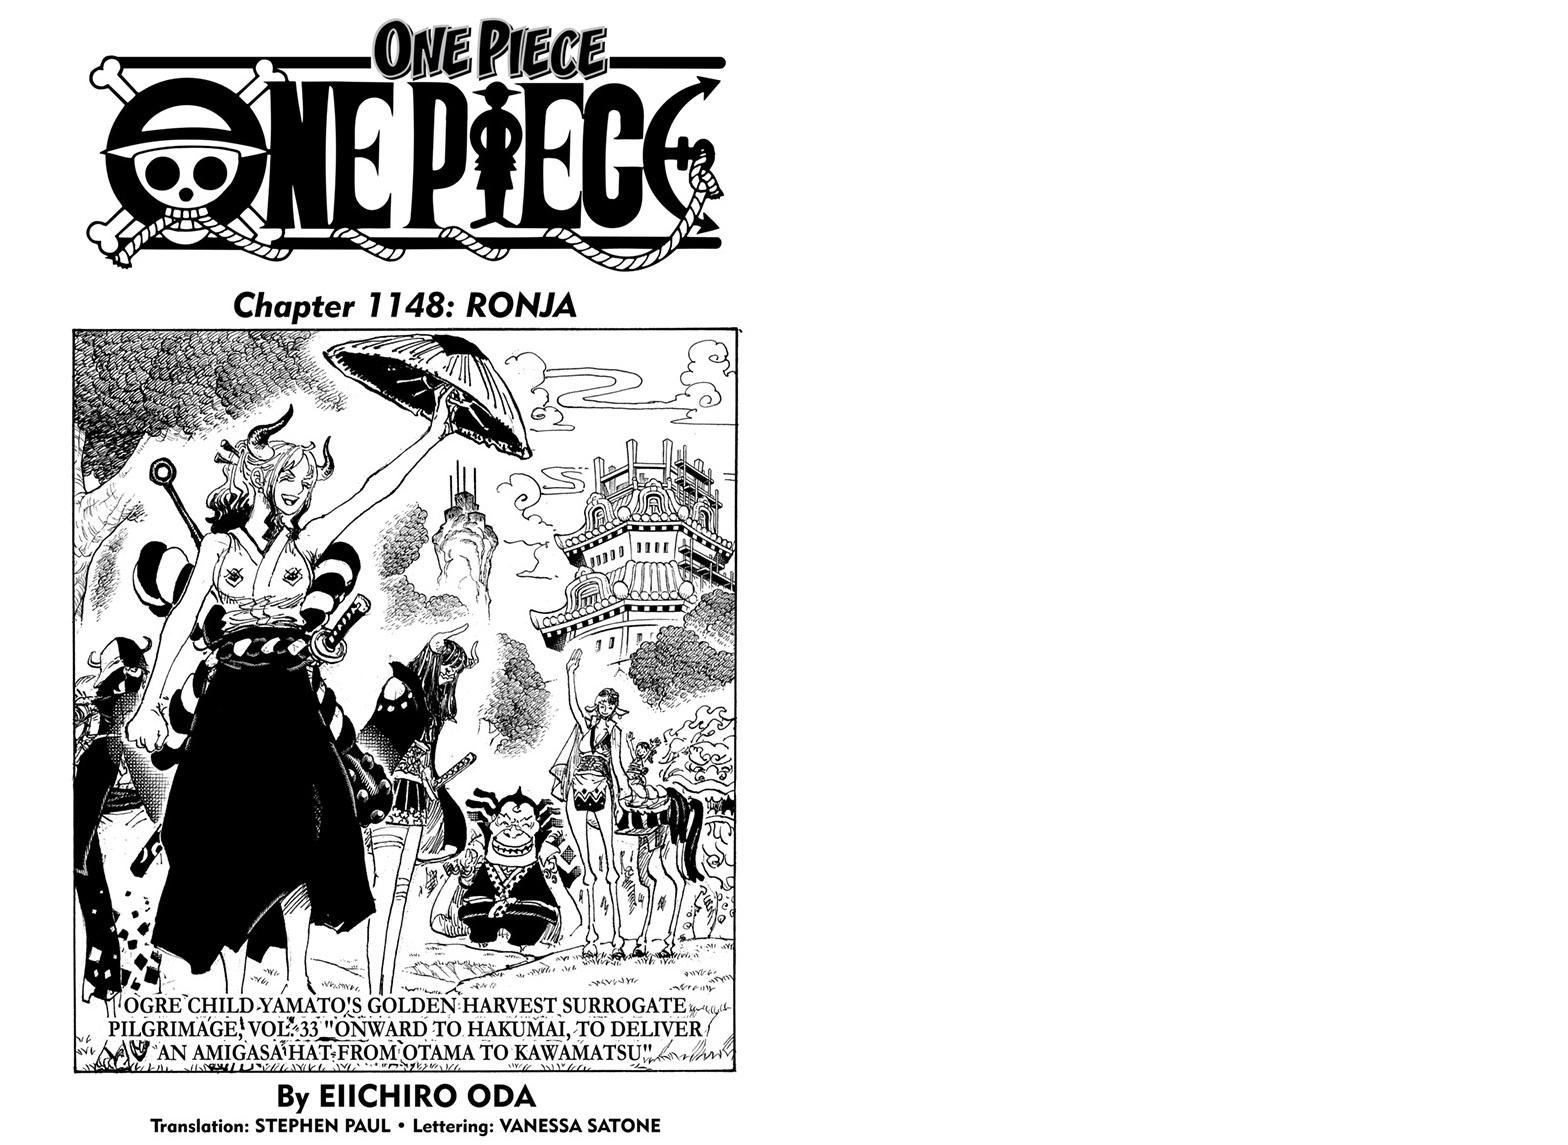 ONE PIECE
ONE PIECE
Chapter 1148: RONJA
OGRE CHILD YAMATO'S GOLDEN HARVEST SURROGATE
PILGRIMAGE, VOL. 33 "ONWARD TO HAKUMAI, TO DELIVER
AN AMIGASA HAT FROM OTAMA TO KAWAMATSU"
By EIICHIRO ODA
Translation: STEPHEN PAUL • Lettering: VANESSA SATONE